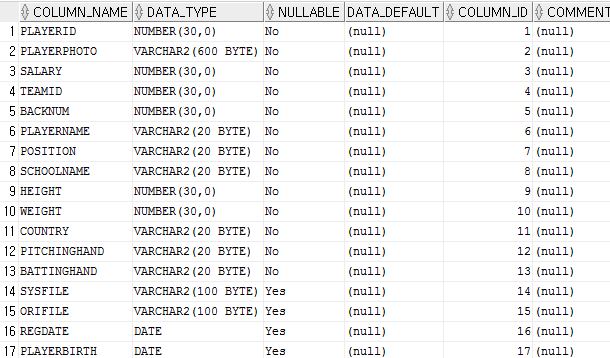 COLUMN_NAME DATA_TYPE NULLABLE DATA_DEFAULT COLUMN_ID COMMENT
1 PLAYERID NUMBER(30,0) No (null) 1 (null)
2 PLAYERPHOTO VARCHAR2(600 BYTE) No (null) 2 (null)
3 SALARY NUMBER(30,0) No (null) 3 (null)
4 TEAMID NUMBER(30,0) No (null) 4 (null)
5 BACKNUM NUMBER(30,0) No (null) 5 (null)
6 PLAYERNAME VARCHAR2(20 BYTE) No (null) 6 (null)
7 POSITION VARCHAR2(20 BYTE) No (null) 7 (null)
8 SCHOOLNAME VARCHAR2(20 BYTE) No (null) 8 (null)
9 HEIGHT NUMBER(30,0) No (null) 9 (null)
10 WEIGHT NUMBER(30,0) No (null) 10 (null)
11 COUNTRY VARCHAR2(20 BYTE) No (null) 11 (null)
12 PITCHINGHAND VARCHAR2(20 BYTE) No (null) 12 (null)
13 BATTINGHAND VARCHAR2(20 BYTE) No (null) 13 (null)
14 SYSFILE VARCHAR2(100 BYTE) Yes (null) 14 (null)
15 ORIFILE VARCHAR2(100 BYTE) Yes (null) 15 (null)
16 REGDATE DATE Yes (null) 16 (null)
17 PLAYERBIRTH DATE Yes (null) 17 (null)